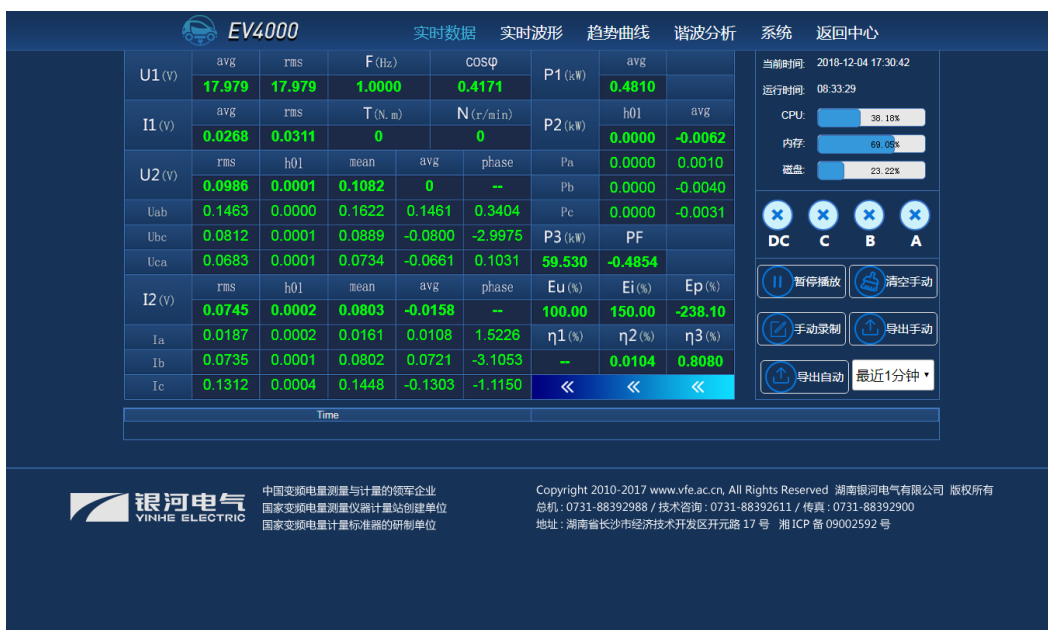 EV4000 实时数据 实时波形 趋势曲线 谐波分析 系统 返回中心
U1(V) avg rms F(Hz) cosφ P1(kW) avg
17.979 17.979 1.0000 0.4171 0.4810
I1(V) avg rms T(N.m) N(r/min) P2(kW) h01 avg
0.0268 0.0311 0 0 0.0000 -0.0062
U2(V) rms h01 mean avg phase Pa 0.0000 0.0010
0.0986 0.0001 0.1082 0 -- Pb 0.0000 -0.0040
Uab 0.1463 0.0000 0.1622 0.1461 0.3404 Pc 0.0000 -0.0031
Ubc 0.0812 0.0001 0.0889 -0.0800 -2.9975 P3(kW) PF
Uca 0.0683 0.0001 0.0734 -0.0661 0.1031 59.530 -0.4854
I2(V) rms h01 mean avg phase Eu(%) Ei(%) Ep(%)
0.0745 0.0002 0.0803 -0.0158 -- 100.00 150.00 -238.10
Ia 0.0187 0.0002 0.0161 0.0108 1.5226 η1(%) η2(%) η3(%)
Ib 0.0735 0.0001 0.0802 0.0721 -3.1053 -- 0.0104 0.8080
Ic 0.1312 0.0004 0.1448 -0.1303 -1.1150 « « «
Time
当前时间: 2018-12-04 17:30:42
运行时间: 08:33:29
CPU: 38.18%
内存: 69.05%
磁盘: 23.22%
DC C B A
暂停播放 清空手动
手动录制 导出手动
导出自动 最近1分钟
银河电气
YINHE ELECTRIC
中国变频电量测量与计量的领军企业
国家变频电量测量仪器计量站创建单位
国家变频电量计量标准器的研制单位
Copyright 2010-2017 www.vfe.ac.cn, All Rights Reserved 湖南银河电气有限公司 版权所有
总机 : 0731-88392988 / 技术咨询 : 0731-88392611 / 传真 : 0731-88392900
地址 : 湖南省长沙市经济技术开发区开元路 17 号 湘 ICP 备 09002592 号